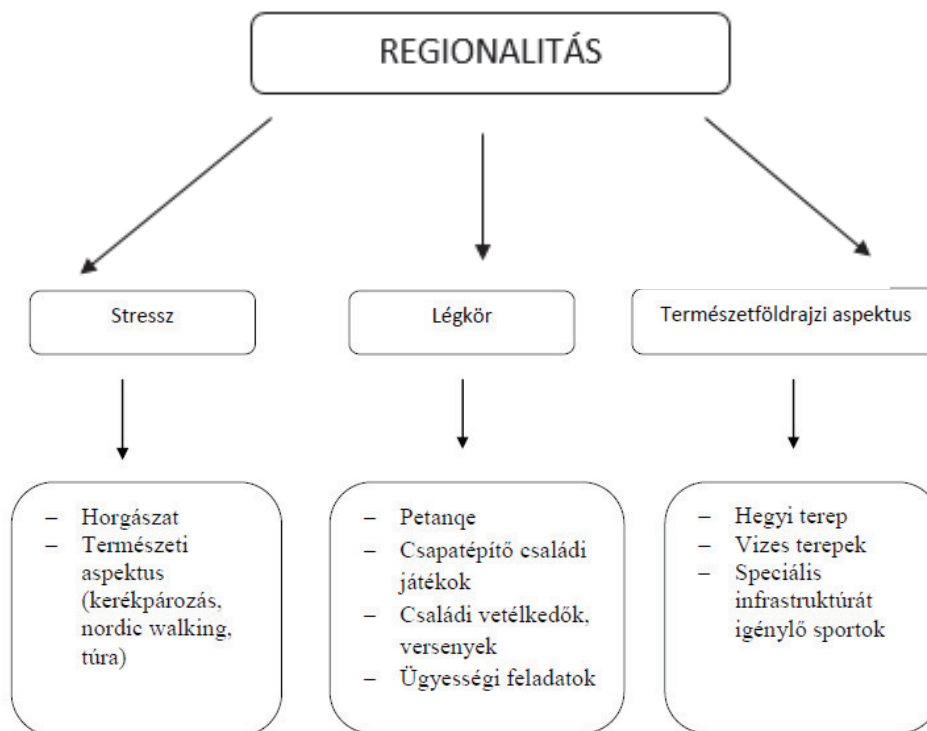 REGIONALITÁS
Stressz
Légkör
Természetföldrajzi aspektus
– Horgászat
– Természeti
aspektus
(kerékpározás,
nordic walking,
túra)
– Petanqe
– Csapatépítő családi
játékok
– Családi vetélkedők,
versenyek
– Ügyességi feladatok
– Hegyi terep
– Vizes terepek
– Speciális
infrastruktúrát
igénylő sportok